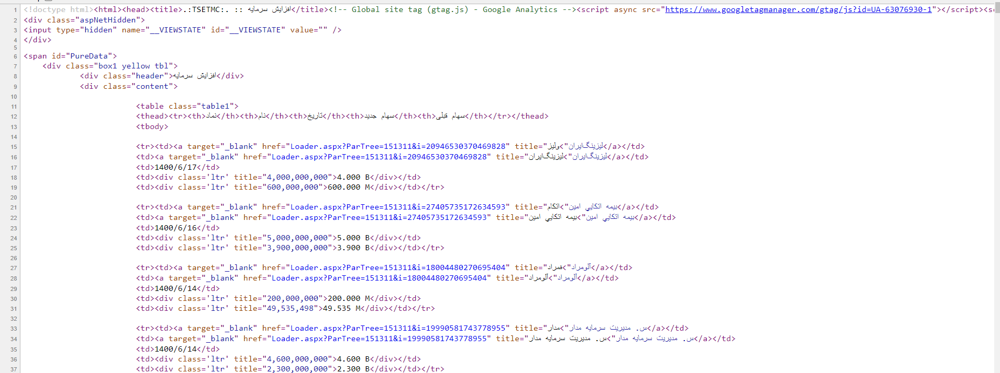 1 <!doctype html><html><head><title>.:TSETMC:. :: افزایش سرمایه</title><!-- Global site tag (gtag.js) - Google Analytics --><script async src="https://www.googletagmanager.com/gtag/js?id=UA-63076930-1"></script><s
2 <div class="aspNetHidden">
3 <input type="hidden" name="__VIEWSTATE" id="__VIEWSTATE" value="" />
4 </div>
5
6 <span id="PureData">
7 <div class="box1 yellow tbl">
8 <div class="header">افزایش سرمایه</div>
9 <div class="content">
10
11 <table class="table1">
12 <thead><tr><th>نماد</th><th>نام</th><th>تاریخ</th><th>سهام جدید</th><th>سهام قبلی</th></tr></thead>
13 <tbody>
14
15 <tr><td><a target="_blank" href="Loader.aspx?ParTree=151311&i=20946530370469828" title="لیزینگ‌ایران">ولیز</a></td>
16 <td><a target="_blank" href="Loader.aspx?ParTree=151311&i=20946530370469828" title="لیزینگ‌ایران">لیزینگ‌ایران</a></td>
17 <td>1400/6/17</td>
18 <td><div class='ltr' title="4,000,000,000">4.000 B</div></td>
19 <td><div class='ltr' title="600,000,000">600.000 M</div></td></tr>
20
21 <tr><td><a target="_blank" href="Loader.aspx?ParTree=151311&i=27405735172634593" title="بیمه اتکایي امین">اتکام</a></td>
22 <td><a target="_blank" href="Loader.aspx?ParTree=151311&i=27405735172634593" title="بیمه اتکایي امین">بیمه اتکایي امین</a></td>
23 <td>1400/6/16</td>
24 <td><div class='ltr' title="5,000,000,000">5.000 B</div></td>
25 <td><div class='ltr' title="3,900,000,000">3.900 B</div></td></tr>
26
27 <tr><td><a target="_blank" href="Loader.aspx?ParTree=151311&i=18004480270695404" title="آلومراد">فمراد</a></td>
28 <td><a target="_blank" href="Loader.aspx?ParTree=151311&i=18004480270695404" title="آلومراد">آلومراد</a></td>
29 <td>1400/6/14</td>
30 <td><div class='ltr' title="200,000,000">200.000 M</div></td>
31 <td><div class='ltr' title="49,535,498">49.535 M</div></td></tr>
32
33 <tr><td><a target="_blank" href="Loader.aspx?ParTree=151311&i=19990581743778955" title="س. مدیریت سرمایه مدار">مدار</a></td>
34 <td><a target="_blank" href="Loader.aspx?ParTree=151311&i=19990581743778955" title="س. مدیریت سرمایه مدار">س. مدیریت سرمایه مدار</a></td>
35 <td>1400/6/14</td>
36 <td><div class='ltr' title="4,600,000,000">4.600 B</div></td>
37 <td><div class='ltr' title="2,300,000,000">2.300 B</div></td></tr>